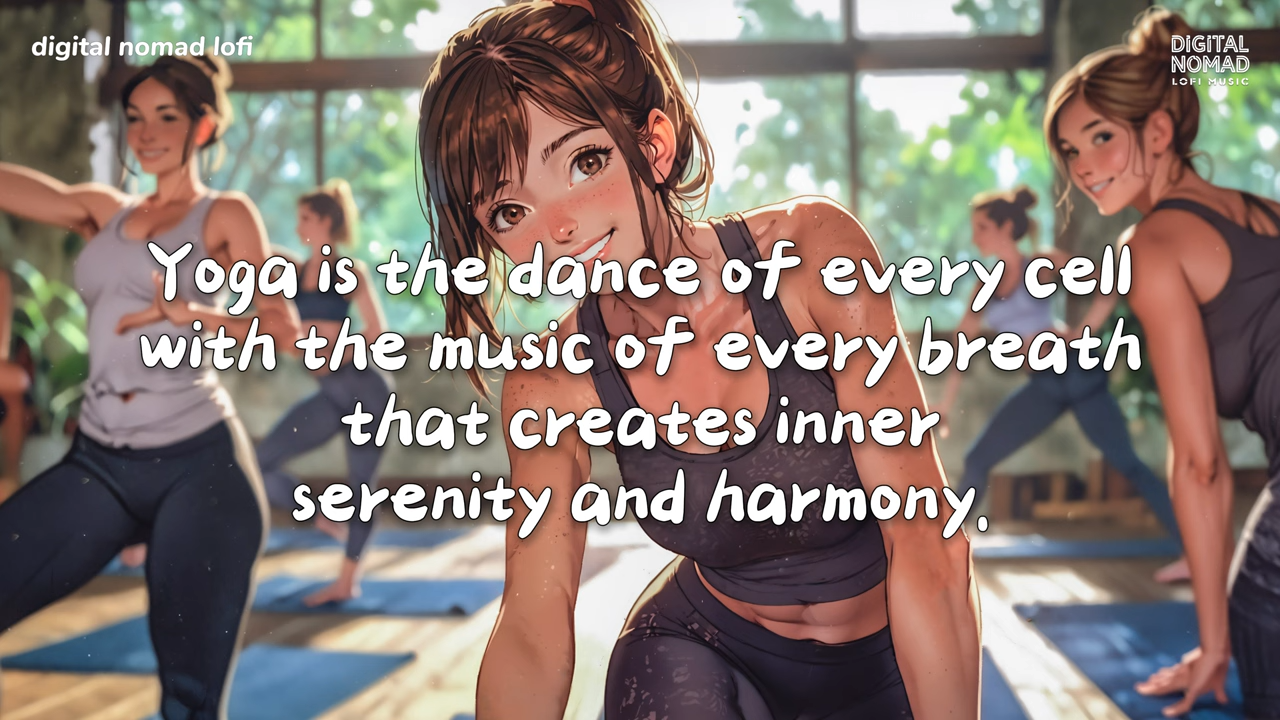 digital nomad lofi
DIGITAL
NOMAD
LOFI MUSIC
Yoga is the dance of every cell
with the music of every breath
that creates inner
serenity and harmony.